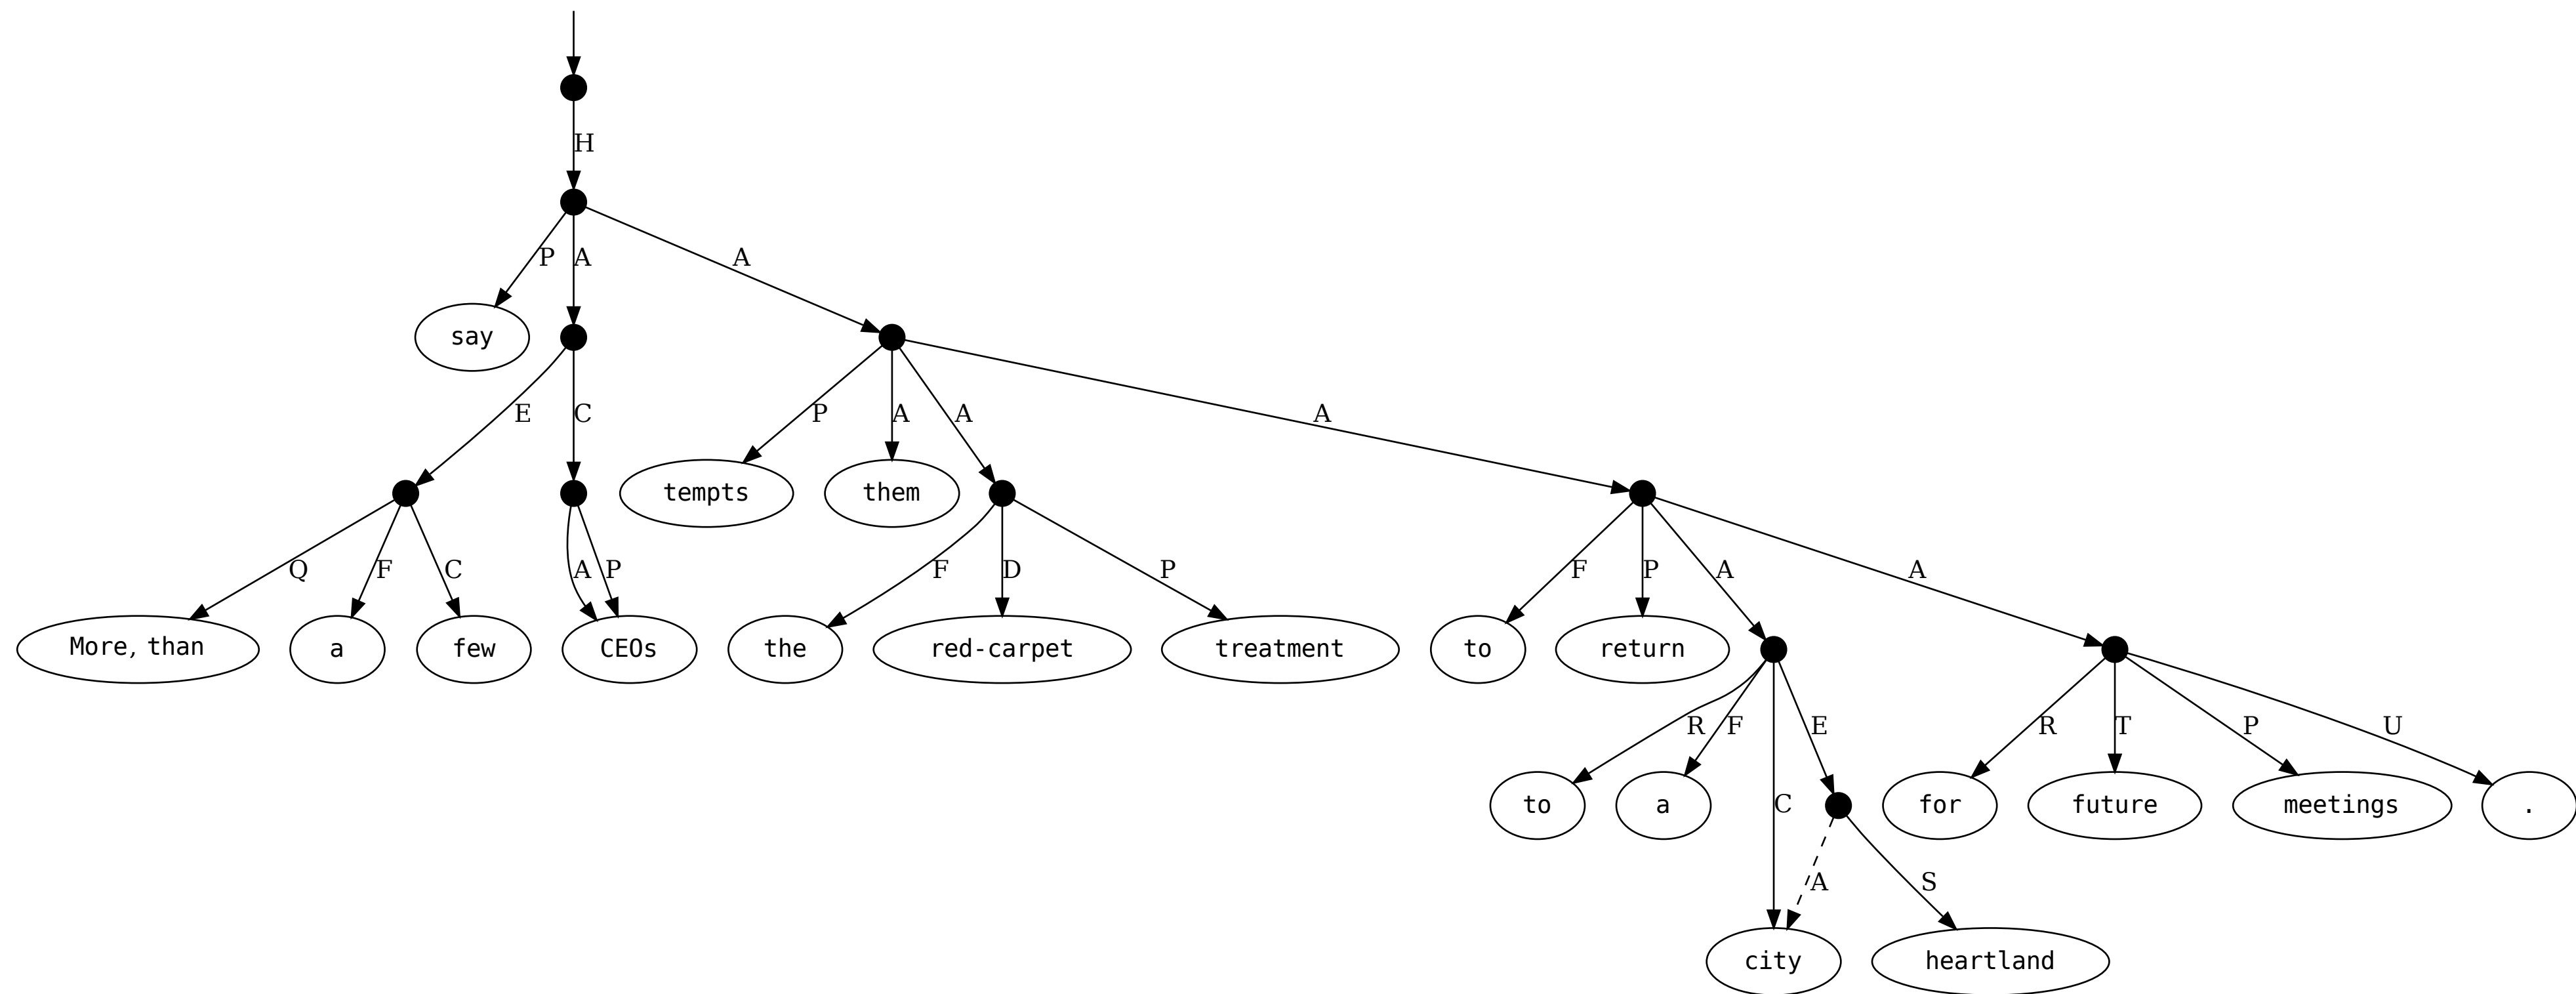 H
P A A
say
E C P A A A
tempts them
Q F C A P F D P F P A A
More, than a few CEOs the red-carpet treatment to return
R F C E R T P U
to a for future meetings .
A S
city heartland